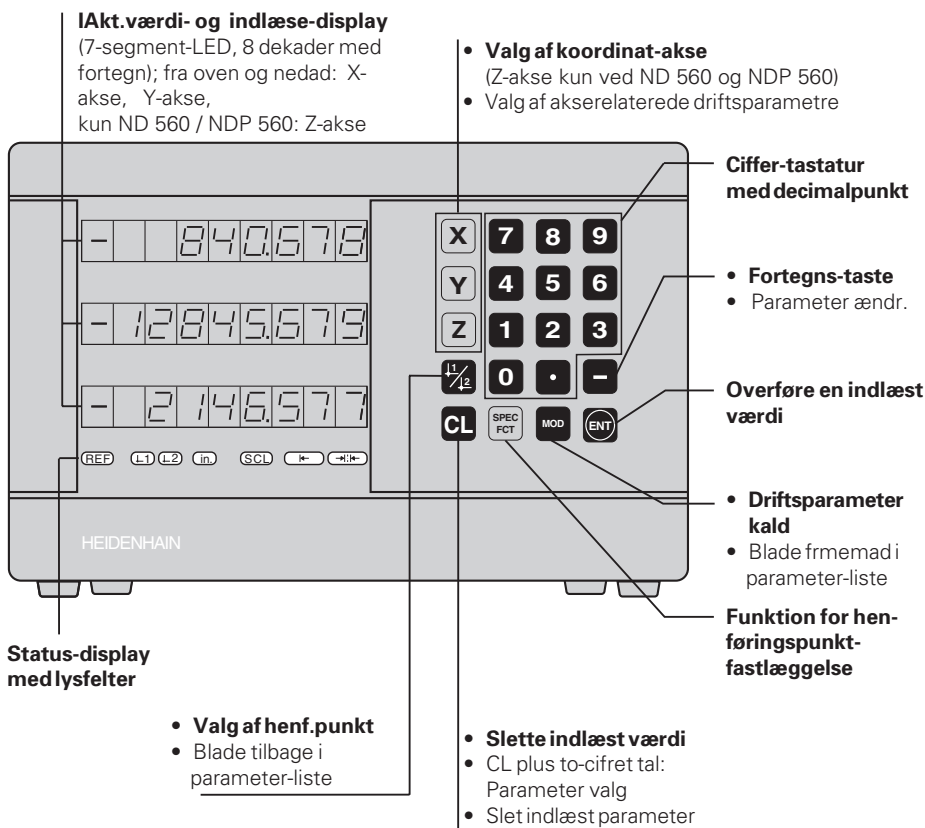 IAkt.værdi- og indlæse-display
(7-segment-LED, 8 dekader med
fortegn); fra oven og nedad: X-
akse, Y-akse,
kun ND 560 / NDP 560: Z-akse
• Valg af koordinat-akse
(Z-akse kun ved ND 560 og NDP 560)
• Valg af akserelaterede driftsparametre
Ciffer-tastatur
med decimalpunkt
- 840.678
- 12845.679
- 2146.577
X 7 8 9
Y 4 5 6
Z 1 2 3
1 2 0 . −
CL SPEC FCT MOD ENT
• Fortegns-taste
• Parameter ændr.
Overføre en indlæst
værdi
REF 1 2 in. SCL
HEIDENHAIN
• Driftsparameter
kald
• Blade frmemad i
parameter-liste
Funktion for hen-
føringspunkt-
fastlæggelse
Status-display
med lysfelter
• Valg af henf.punkt
• Blade tilbage i
parameter-liste
• Slette indlæst værdi
• CL plus to-cifret tal:
Parameter valg
• Slet indlæst parameter